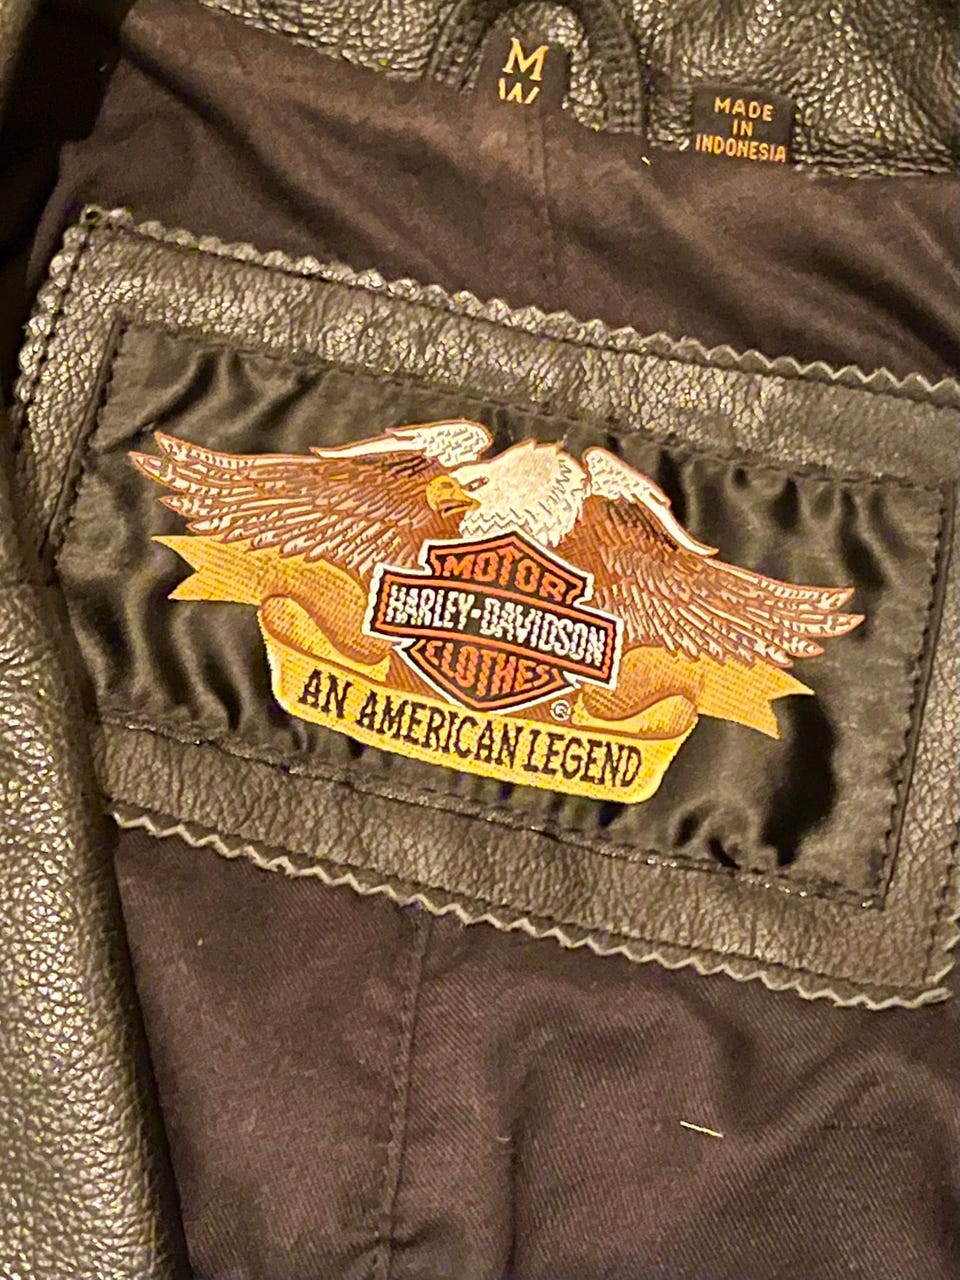 M
W
MADE
IN
INDONESIA
MOTOR
HARLEY-DAVIDSON
CLOTHES
®
AN AMERICAN LEGEND